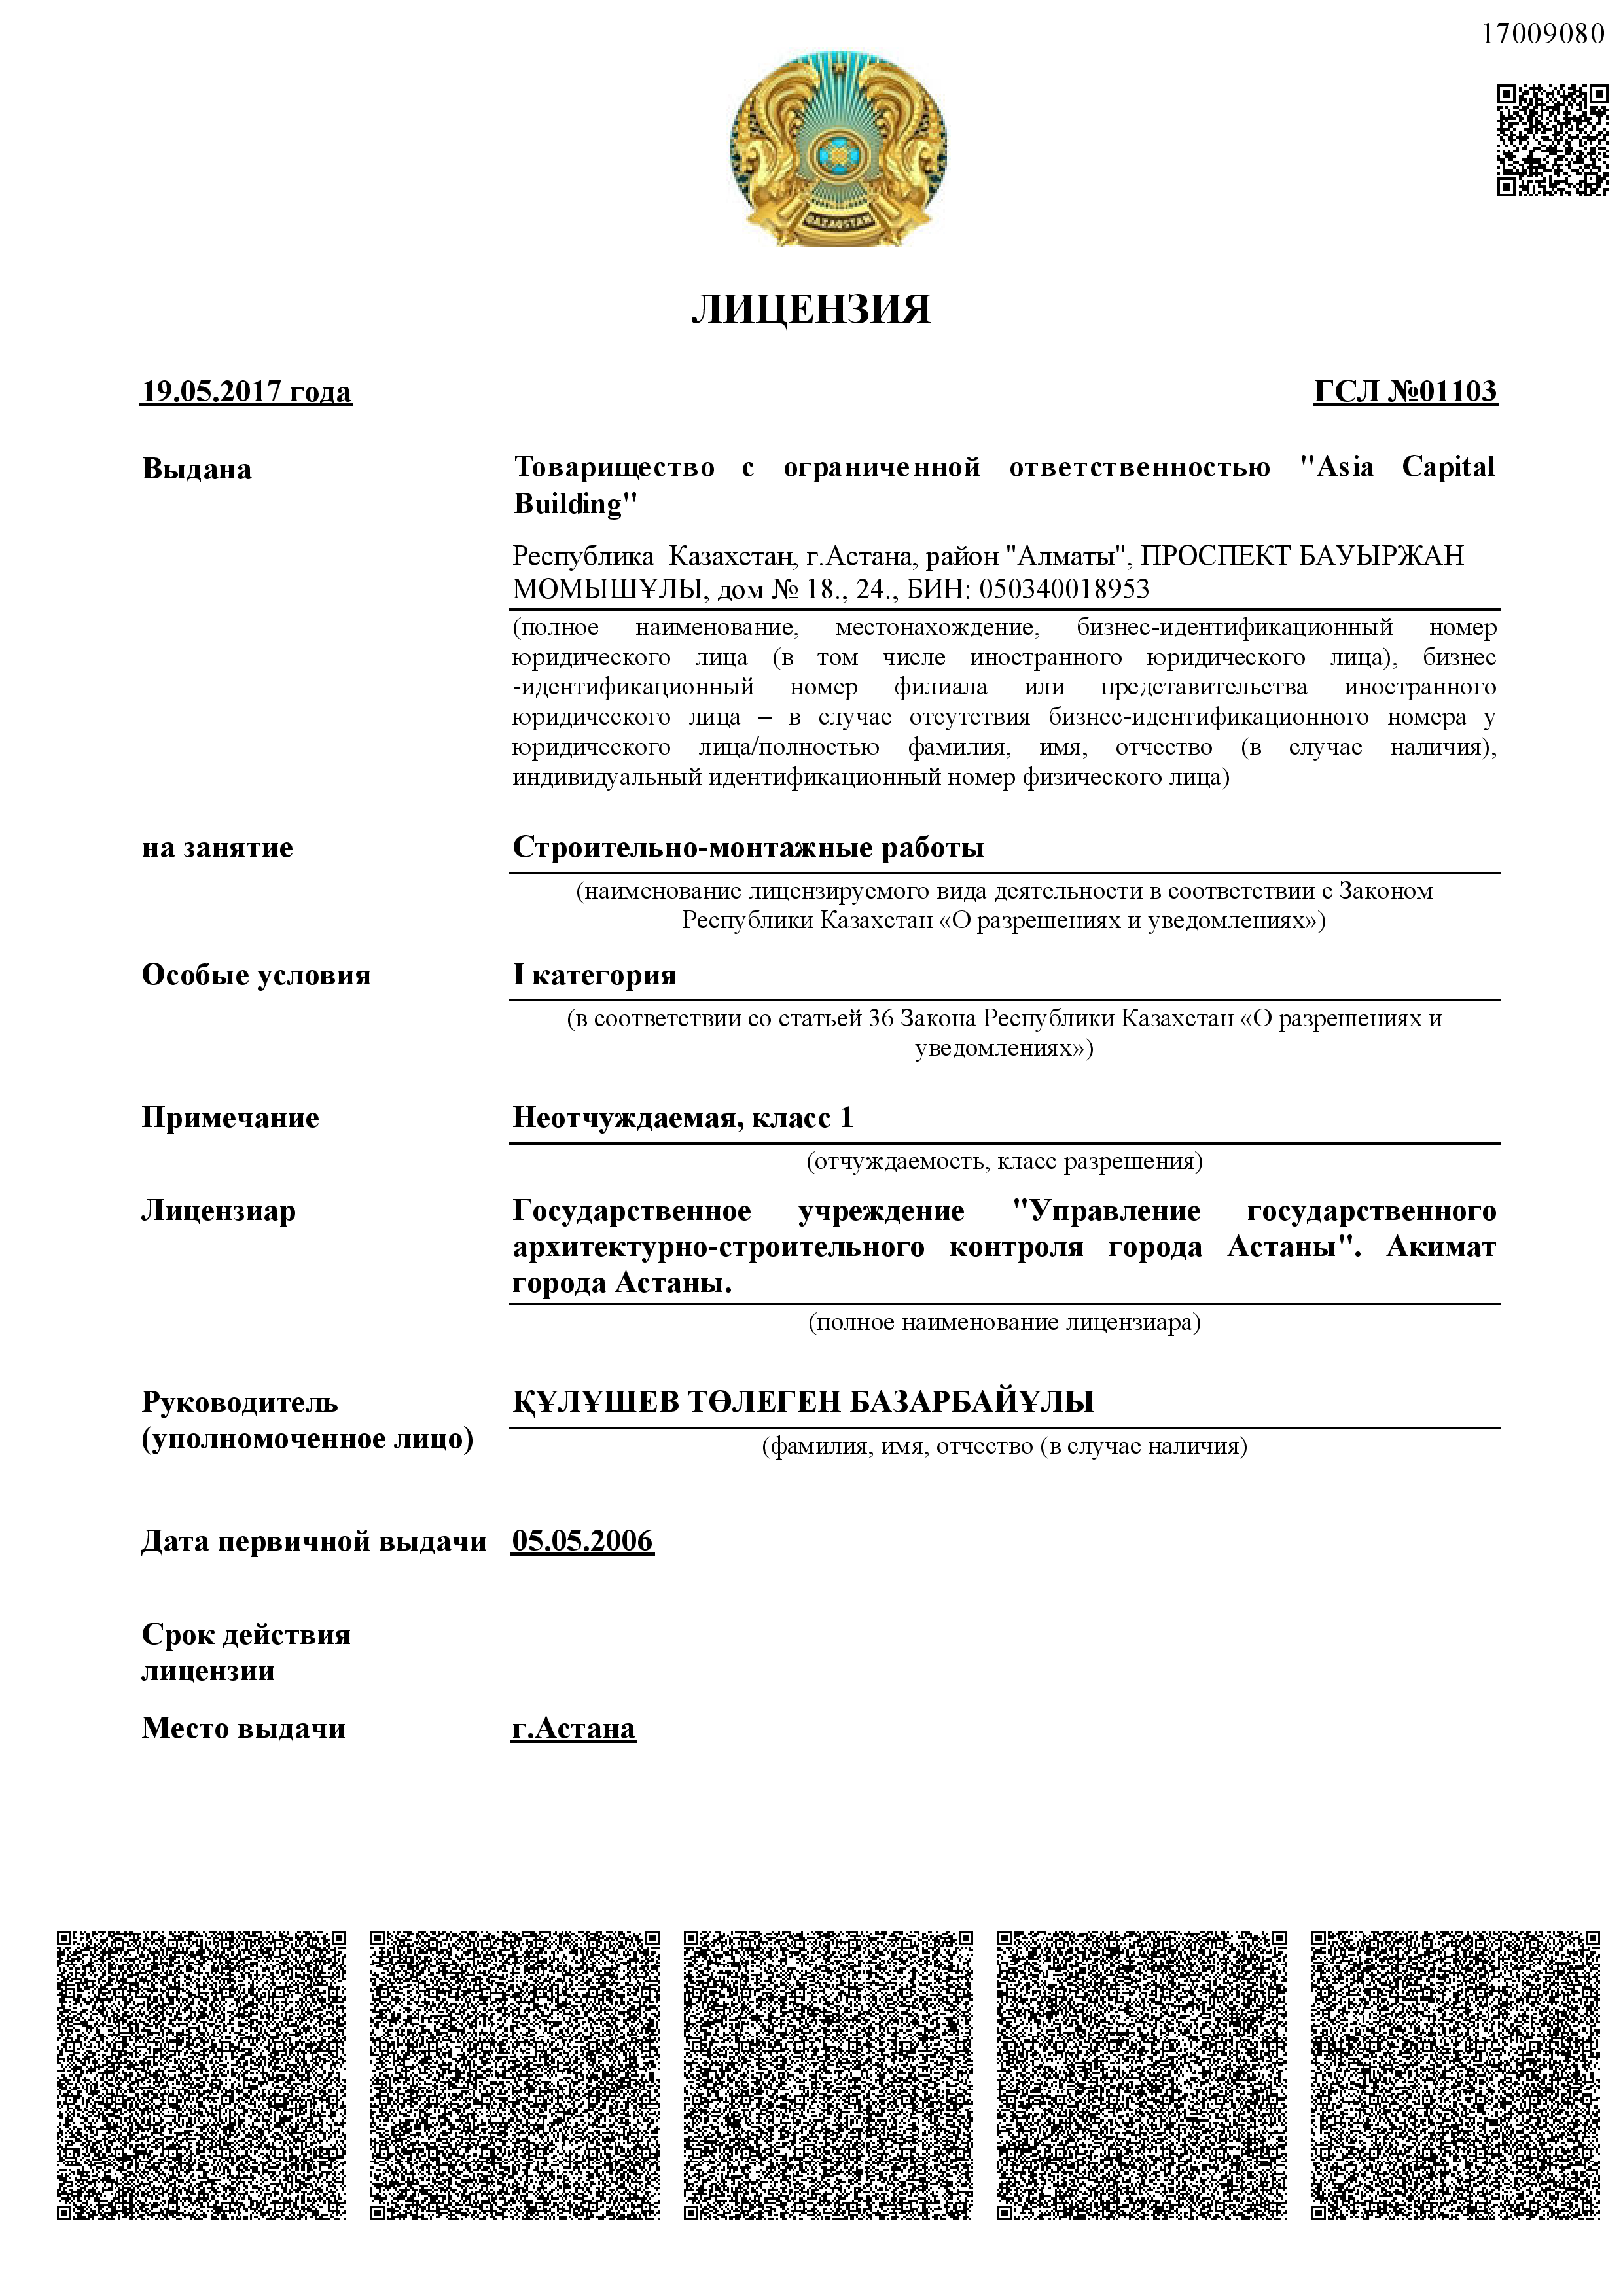 17009080
QAZAQSTAN
ЛИЦЕНЗИЯ
19.05.2017 года
ГСЛ №01103
Выдана
Товарищество с ограниченной ответственностью "Asia Capital
Building"
Республика Казахстан, г.Астана, район "Алматы", ПРОСПЕКТ БАУЫРЖАН
МОМЫШҰЛЫ, дом № 18., 24., БИН: 050340018953
(полное наименование, местонахождение, бизнес-идентификационный номер
юридического лица (в том числе иностранного юридического лица), бизнес
-идентификационный номер филиала или представительства иностранного
юридического лица – в случае отсутствия бизнес-идентификационного номера у
юридического лица/полностью фамилия, имя, отчество (в случае наличия),
индивидуальный идентификационный номер физического лица)
на занятие
Строительно-монтажные работы
(наименование лицензируемого вида деятельности в соответствии с Законом
Республики Казахстан «О разрешениях и уведомлениях»)
Особые условия
I категория
(в соответствии со статьей 36 Закона Республики Казахстан «О разрешениях и
уведомлениях»)
Примечание
Неотчуждаемая, класс 1
(отчуждаемость, класс разрешения)
Лицензиар
Государственное учреждение "Управление государственного
архитектурно-строительного контроля города Астаны". Акимат
города Астаны.
(полное наименование лицензиара)
Руководитель
(уполномоченное лицо)
ҚҰЛҰШЕВ ТӨЛЕГЕН БАЗАРБАЙҰЛЫ
(фамилия, имя, отчество (в случае наличия)
Дата первичной выдачи
05.05.2006
Срок действия
лицензии
Место выдачи
г.Астана